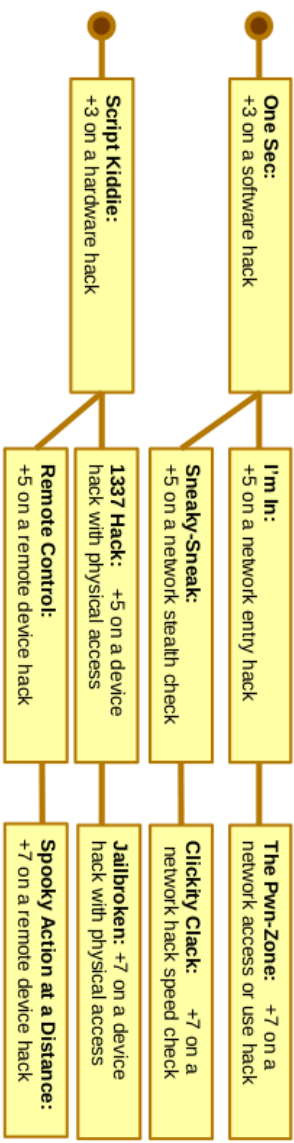 One Sec:
+3 on a software hack
I'm In:
+5 on a network entry hack
The Pwn-Zone: +7 on a
network access or use hack
Sneaky-Sneak:
+5 on a network stealth check
Clickity Clack: +7 on a
network hack speed check
Script Kiddie:
+3 on a hardware hack
1337 Hack: +5 on a device
hack with physical access
Jailbroken: +7 on a device
hack with physical access
Remote Control:
+5 on a remote device hack
Spooky Action at a Distance:
+7 on a remote device hack